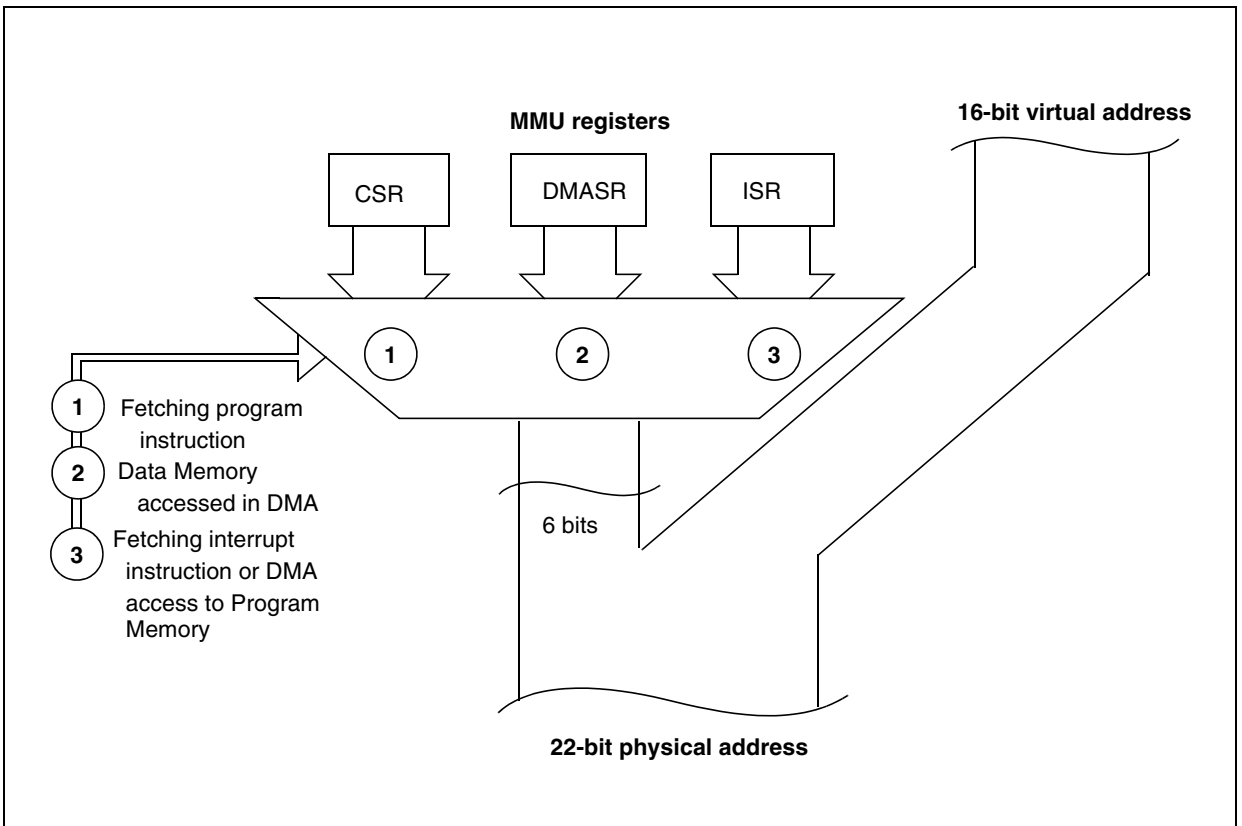 MMU registers
16-bit virtual address
CSR
DMASR
ISR
1
2
3
1
Fetching program
instruction
2
Data Memory
accessed in DMA
3
Fetching interrupt
instruction or DMA
access to Program
Memory
6 bits
22-bit physical address